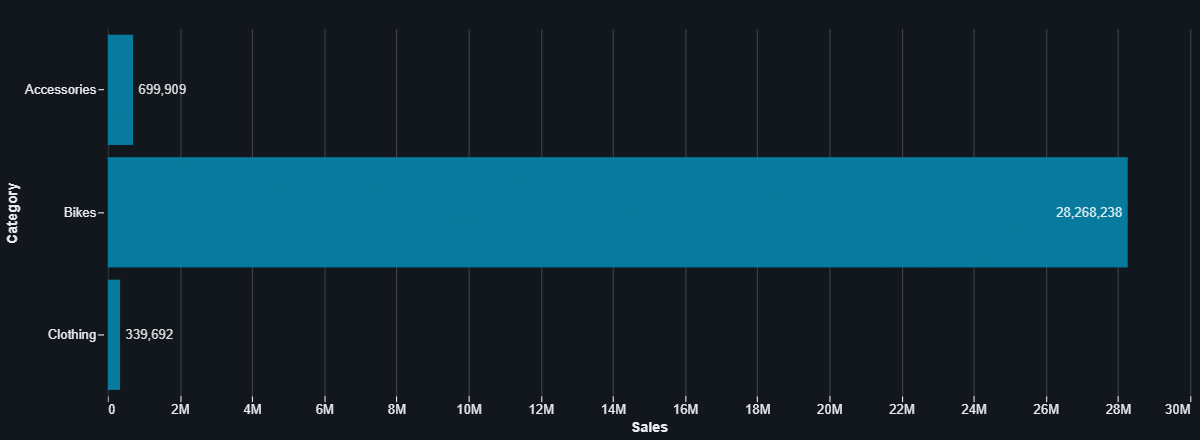 Category
Accessories
699,909
Bikes
28,268,238
Clothing
339,692
0 2M 4M 6M 8M 10M 12M 14M 16M 18M 20M 22M 24M 26M 28M 30M
Sales